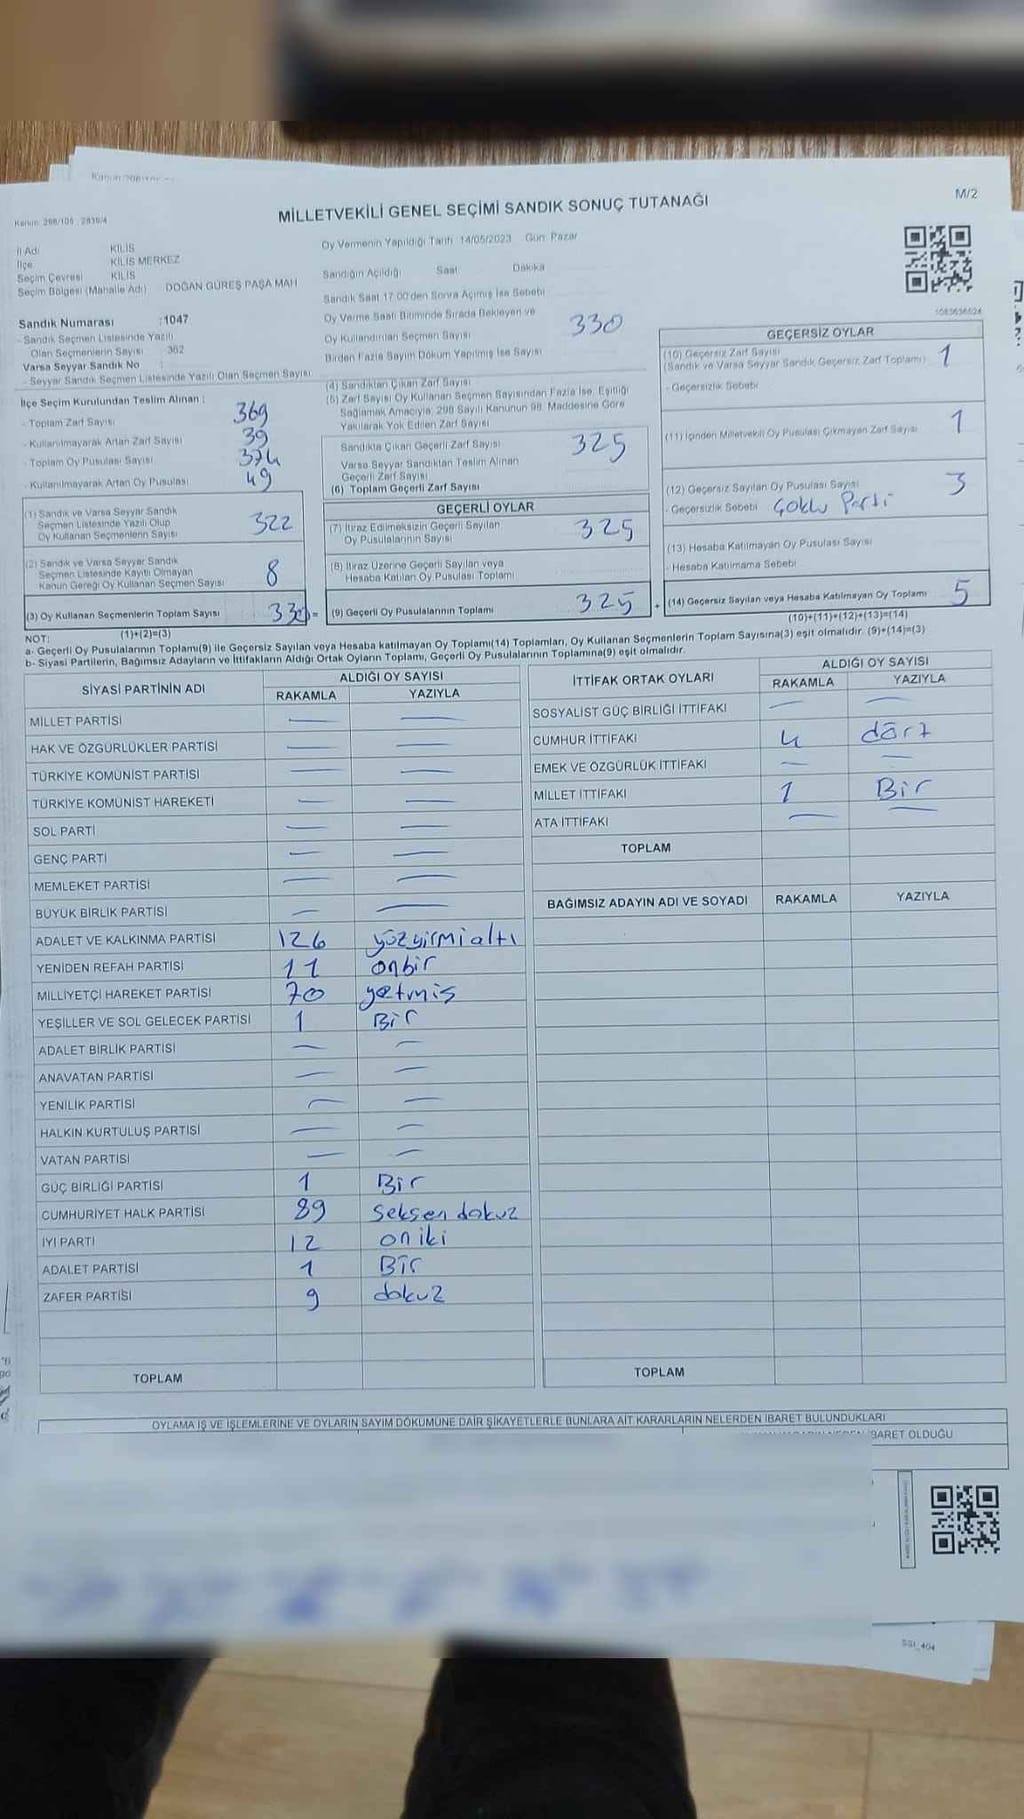 M/2
MİLLETVEKİLİ GENEL SEÇİMİ SANDIK SONUÇ TUTANAĞI
İl Adı KİLİS
İlçe KİLİS MERKEZ
Seçim Çevresi KİLİS
Seçim Bölgesi (Mahalle Adı) DOĞAN GÜREŞ PAŞA MAH
Sandık Numarası : 1047
- Sandık Seçmen Listesinde Yazılı
Olan Seçmenlerin Sayısı : 362
Varsa Seyyar Sandık No :
- Seyyar Sandık Seçmen Listesinde Yazılı Olan Seçmen Sayısı
İlçe Seçim Kurulundan Teslim Alınan :
- Toplam Zarf Sayısı 369
- Kullanılmayarak Artan Zarf Sayısı 39
- Toplam Oy Pusulası Sayısı 374
- Kullanılmayarak Artan Oy Pusulası 49
(1) Sandık ve Varsa Seyyar Sandık
Seçmen Listesinde Yazılı Olup
Oy Kullanan Seçmenlerin Sayısı 322
(2) Sandık ve Varsa Seyyar Sandık
Seçmen Listesinde Kayıtlı Olmayan
Kanun Gereği Oy Kullanan Seçmen Sayısı 8
(3) Oy Kullanan Seçmenlerin Toplam Sayısı 330 =
(1)+(2)=(3)
Oy Vermenin Yapıldığı Tarih 14/05/2023 Gün: Pazar
Sandığın Açıldığı Saat Dakika
Sandık Saat 17:00'den Sonra Açılmış İse Sebebi
Oy Verme Saati Bitiminde Sırada Bekleyen ve
Oy Kullandırılan Seçmen Sayısı
Birden Fazla Sayım Döküm Yapılmış İse Sayısı
(4) Sandıktan Çıkan Zarf Sayısı 330
(5) Zarf Sayısı Oy Kullanan Seçmen Sayısından Fazla İse, Eşitliği
Sağlamak Amacıyla, 298 Sayılı Kanunun 98. Maddesine Göre
Yakılarak Yok Edilen Zarf Sayısı
Sandıkta Çıkan Geçerli Zarf Sayısı 325
Varsa Seyyar Sandıktan Teslim Alınan
Geçerli Zarf Sayısı
(6) Toplam Geçerli Zarf Sayısı
GEÇERLİ OYLAR
(7) İtiraz Edilmeksizin Geçerli Sayılan
Oy Pusulalarının Sayısı 325
(8) İtiraz Üzerine Geçerli Sayılan veya
Hesaba Katılan Oy Pusulası Toplamı
(9) Geçerli Oy Pusulalarının Toplamı 325 +
GEÇERSİZ OYLAR
(10) Geçersiz Zarf Sayısı
(Sandık ve Varsa Seyyar Sandık Geçersiz Zarf Toplamı) 1
- Geçersizlik Sebebi
(11) İçinden Milletvekili Oy Pusulası Çıkmayan Zarf Sayısı 1
(12) Geçersiz Sayılan Oy Pusulası Sayısı 3
- Geçersizlik Sebebi Çoklu Parti
(13) Hesaba Katılmayan Oy Pusulası Sayısı
- Hesaba Katılmama Sebebi
(14) Geçersiz Sayılan veya Hesaba Katılmayan Oy Toplamı 5
(10)+(11)+(12)+(13)=(14)
NOT:
a- Geçerli Oy Pusulalarının Toplamı(9) ile Geçersiz Sayılan veya Hesaba katılmayan Oy Toplamı(14) Toplamları, Oy Kullanan Seçmenlerin Toplam Sayısına(3) eşit olmalıdır. (9)+(14)=(3)
b- Siyasi Partilerin, Bağımsız Adayların ve İttifakların Aldığı Ortak Oyların Toplamı, Geçerli Oy Pusulalarının Toplamına(9) eşit olmalıdır.
SİYASİ PARTİNİN ADI ALDIĞI OY SAYISI
RAKAMLA YAZIYLA
MİLLET PARTİSİ — —
HAK VE ÖZGÜRLÜKLER PARTİSİ — —
TÜRKİYE KOMÜNİST PARTİSİ — —
TÜRKİYE KOMÜNİST HAREKETİ — —
SOL PARTİ — —
GENÇ PARTİ — —
MEMLEKET PARTİSİ — —
BÜYÜK BİRLİK PARTİSİ — —
ADALET VE KALKINMA PARTİSİ 126 yüzyirmialtı
YENİDEN REFAH PARTİSİ 11 onbir
MİLLİYETÇİ HAREKET PARTİSİ 70 yetmis
YEŞİLLER VE SOL GELECEK PARTİSİ 1 Bir
ADALET BİRLİK PARTİSİ — —
ANAVATAN PARTİSİ — —
YENİLİK PARTİSİ — —
HALKIN KURTULUŞ PARTİSİ — —
VATAN PARTİSİ — —
GÜÇ BİRLİĞİ PARTİSİ 1 Bir
CUMHURİYET HALK PARTİSİ 89 Seksen dokuz
İYİ PARTİ 12 oniki
ADALET PARTİSİ 1 Bir
ZAFER PARTİSİ 9 dokuz
TOPLAM
İTTİFAK ORTAK OYLARI ALDIĞI OY SAYISI
RAKAMLA YAZIYLA
SOSYALİST GÜÇ BİRLİĞİ İTTİFAKI — —
CUMHUR İTTİFAKI 4 dört
EMEK VE ÖZGÜRLÜK İTTİFAKI — —
MİLLET İTTİFAKI 1 Bir
ATA İTTİFAKI — —
TOPLAM
BAĞIMSIZ ADAYIN ADI VE SOYADI RAKAMLA YAZIYLA
TOPLAM
OYLAMA İŞ VE İŞLEMLERİNE VE OYLARIN SAYIM DÖKÜMÜNE DAİR ŞİKAYETLERLE BUNLARA AİT KARARLARIN NELERDEN İBARET BULUNDUKLARI
İBARET OLDUĞU